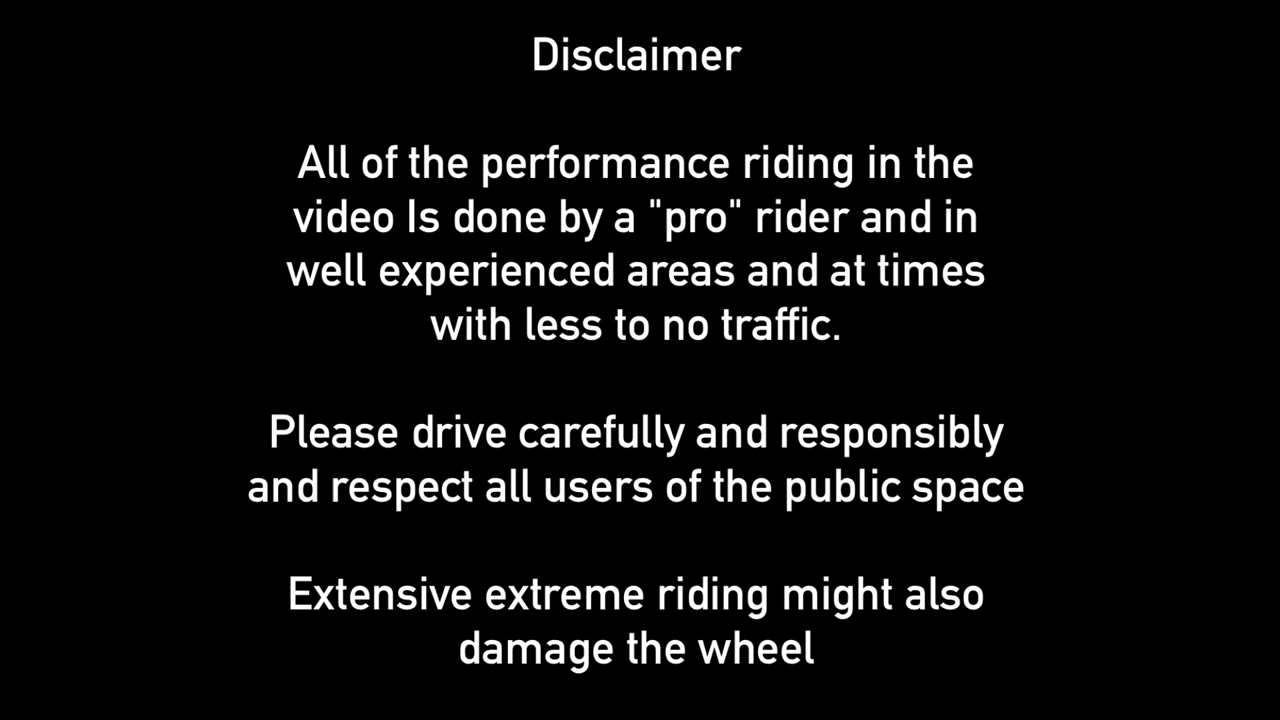 Disclaimer
All of the performance riding in the
video Is done by a "pro" rider and in
well experienced areas and at times
with less to no traffic.
Please drive carefully and responsibly
and respect all users of the public space
Extensive extreme riding might also
damage the wheel